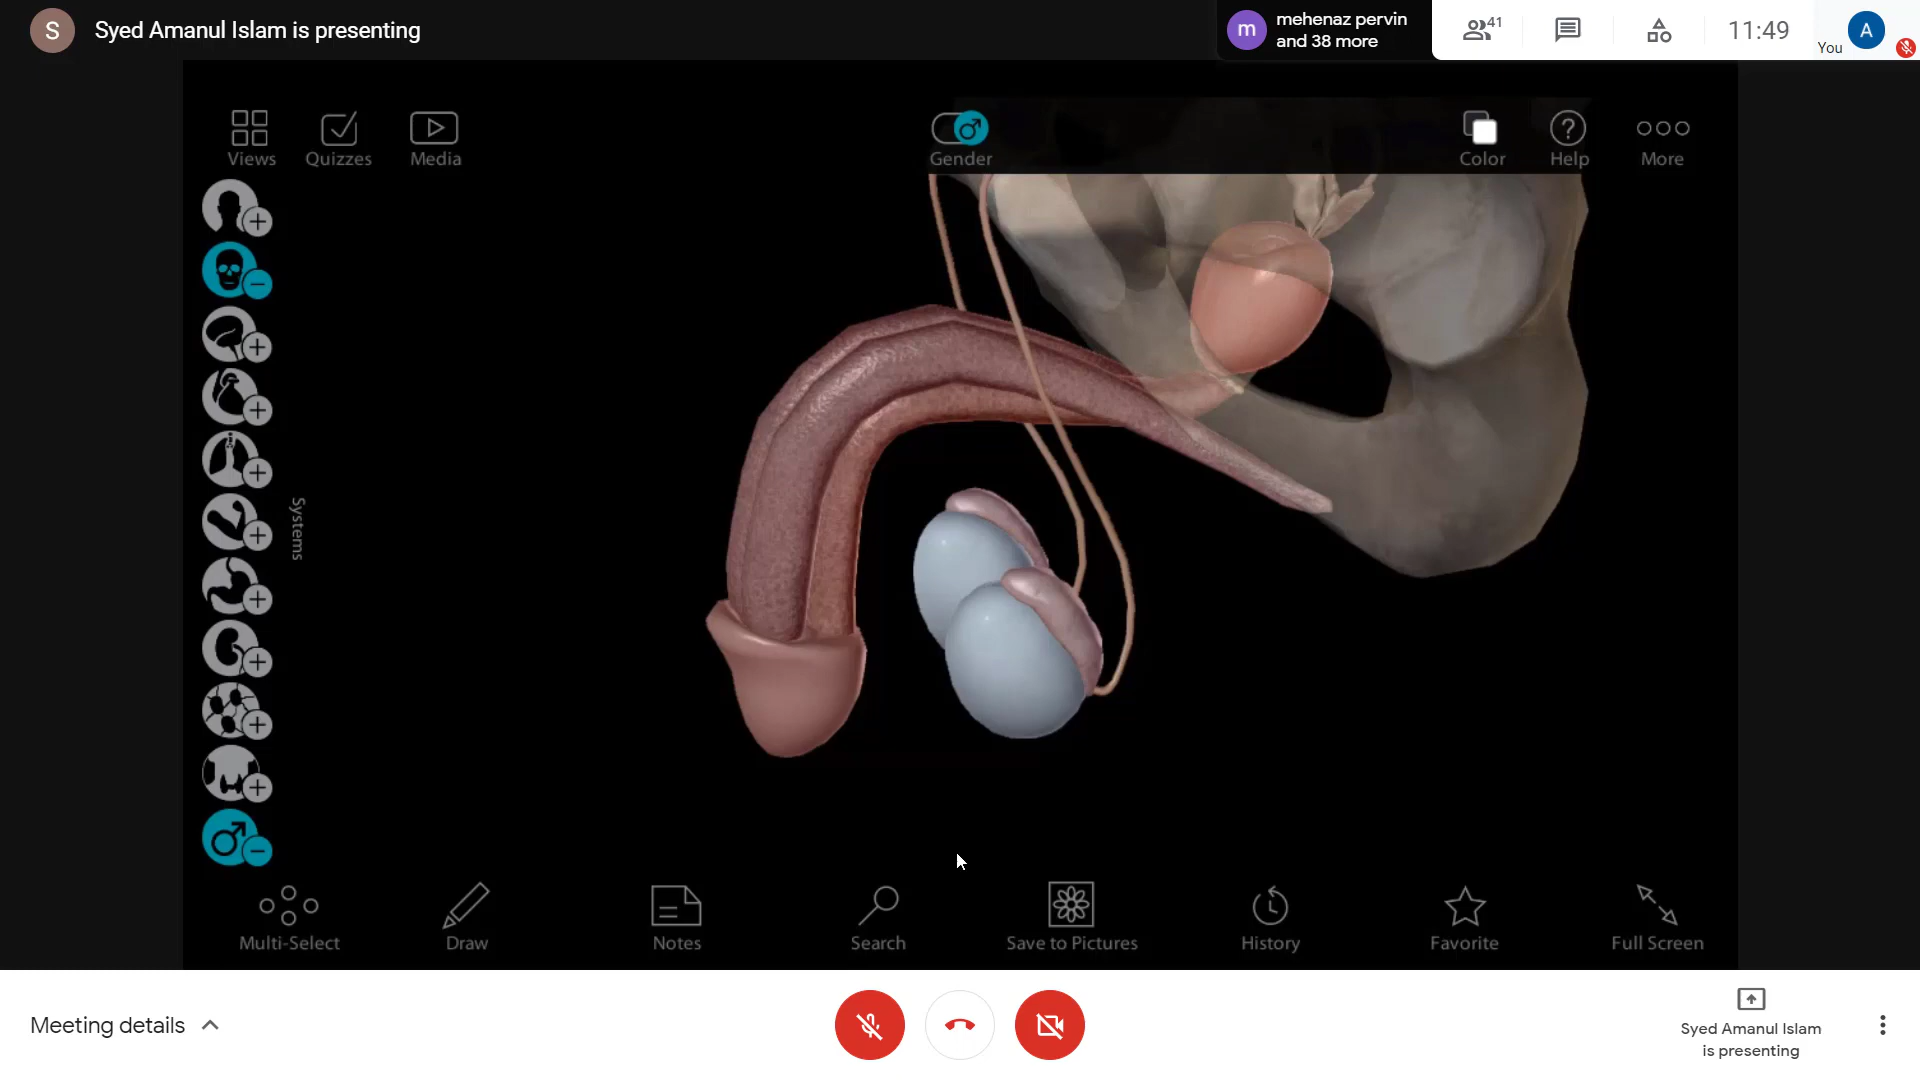 S
Syed Amanul Islam is presenting
m
mehenaz pervin
and 38 more
41
11:49
You
A
Views
Quizzes
Media
Gender
Color
?
Help
More
Systems
Multi-Select
Draw
Notes
Search
Save to Pictures
History
Favorite
Full Screen
Meeting details
Syed Amanul Islam
is presenting